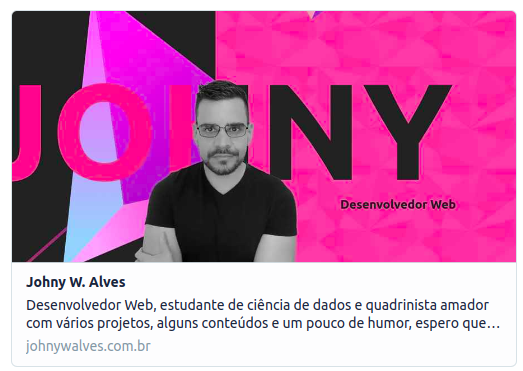 JOHNNY
Desenvolvedor Web
Johny W. Alves
Desenvolvedor Web, estudante de ciência de dados e quadrinista amador
com vários projetos, alguns conteúdos e um pouco de humor, espero que…
johnywalves.com.br